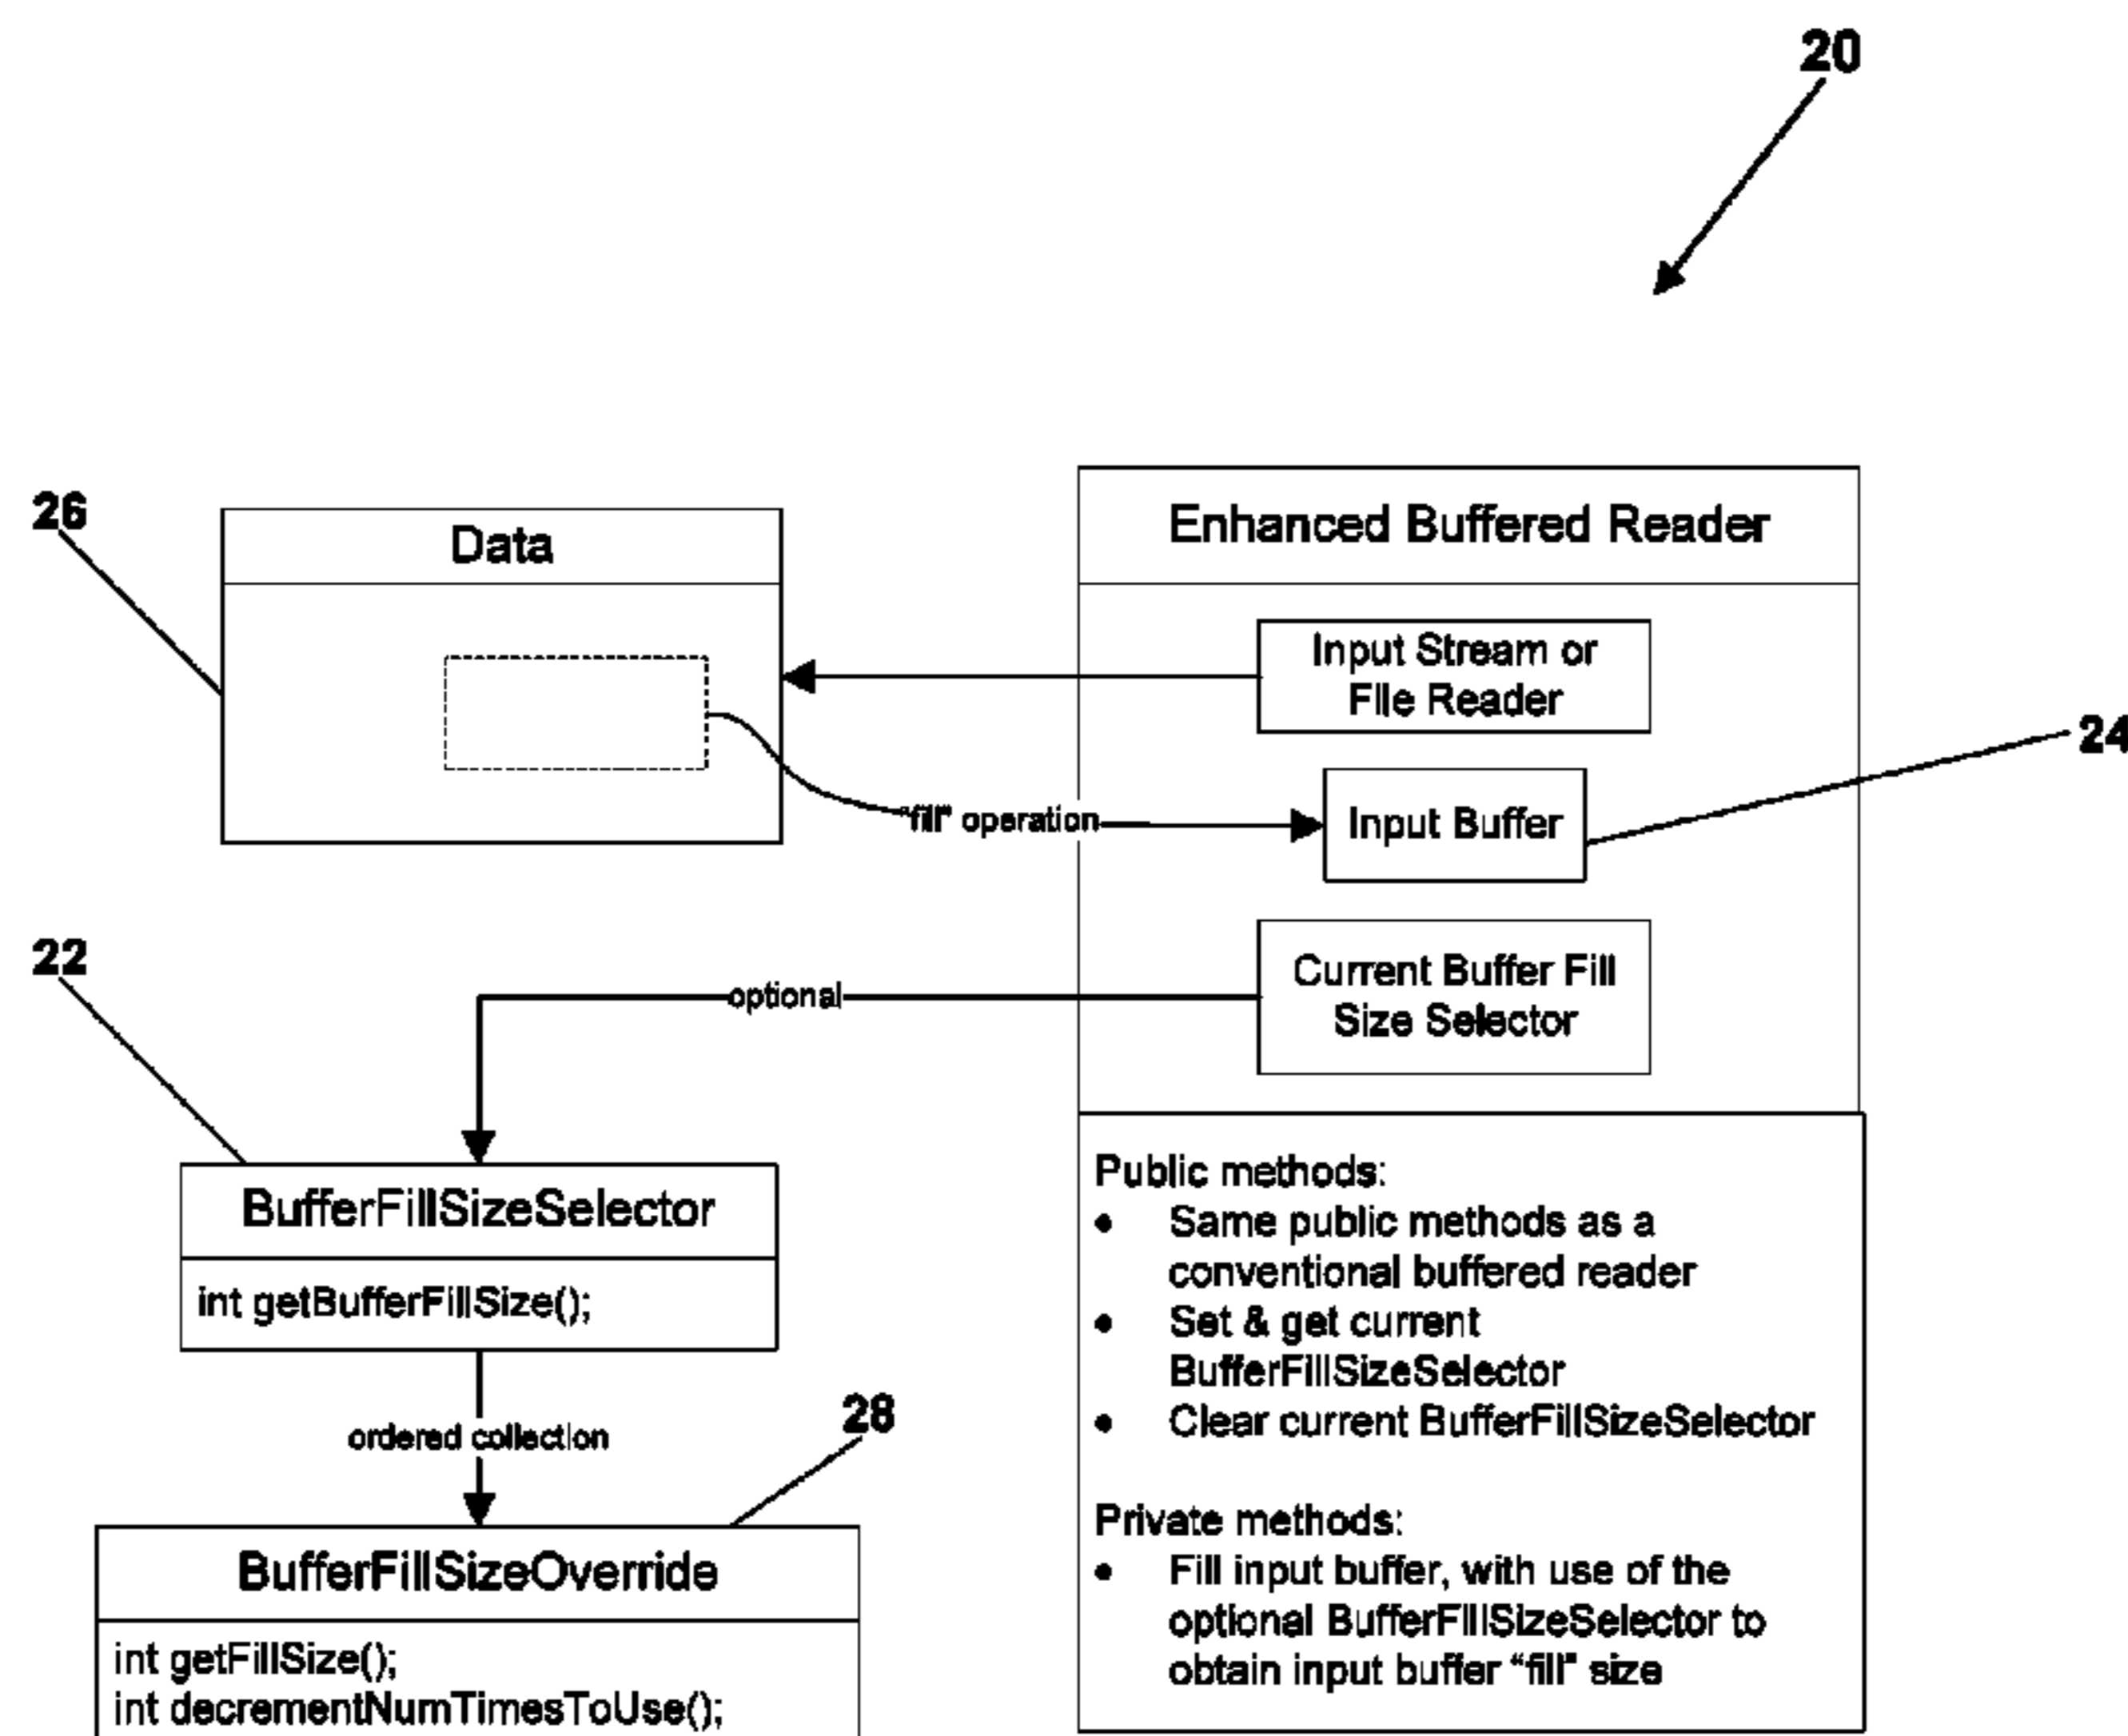 20
26
Data
Enhanced Buffered Reader
Input Stream or
File Reader
24
"fill" operation
Input Buffer
22
optional
Current Buffer Fill
Size Selector
BufferFillSizeSelector
int getBufferFillSize();
ordered collection
28
BufferFillSizeOverride
int getFillSize();
int decrementNumTimesToUse();
Public methods:
• Same public methods as a
conventional buffered reader
• Set & get current
BufferFillSizeSelector
• Clear current BufferFillSizeSelector
Private methods:
• Fill input buffer, with use of the
optional BufferFillSizeSelector to
obtain input buffer “fill” size